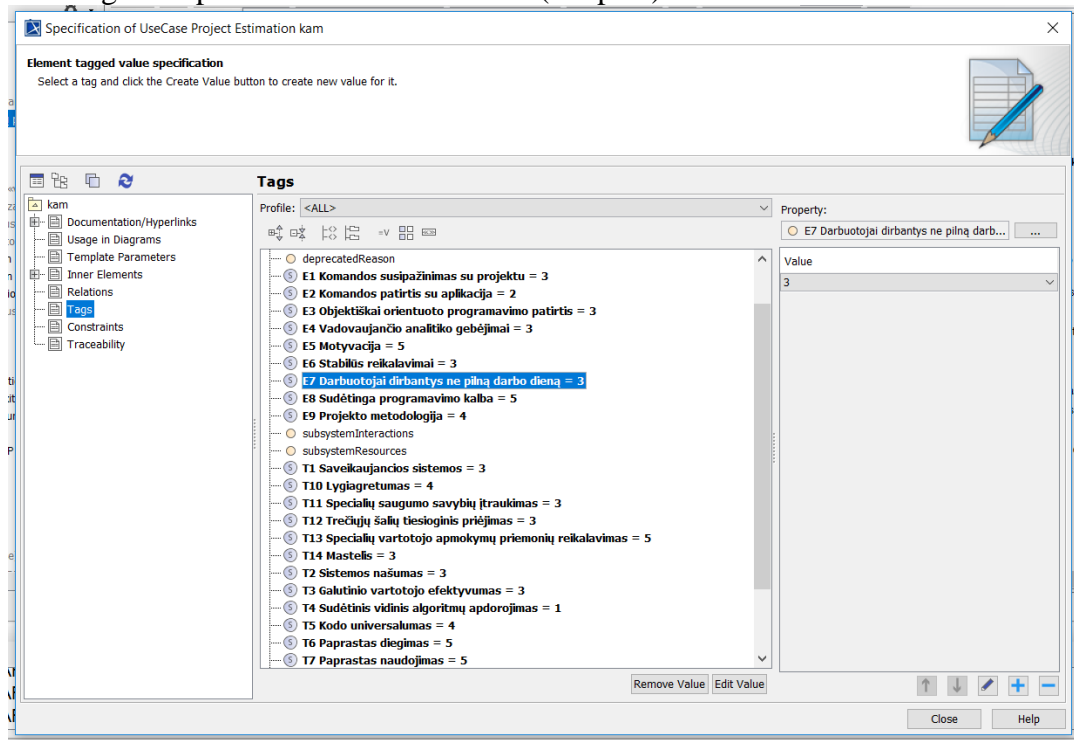 Specification of UseCase Project Estimation kam
Element tagged value specification
Select a tag and click the Create Value button to create new value for it.
kam
Documentation/Hyperlinks
Usage in Diagrams
Template Parameters
Inner Elements
Relations
Tags
Constraints
Traceability
Tags
Profile: <ALL>
deprecatedReason
E1 Komandos susipažinimas su projektu = 3
E2 Komandos patirtis su aplikacija = 2
E3 Objektiškai orientuoto programavimo patirtis = 3
E4 Vadovaujančio analitiko gebėjimai = 3
E5 Motyvacija = 5
E6 Stabilūs reikalavimai = 3
E7 Darbuotojai dirbantys ne pilną darbo dieną = 3
E8 Sudėtinga programavimo kalba = 5
E9 Projekto metodologija = 4
subsystemInteractions
subsystemResources
T1 Saveikaujancios sistemos = 3
T10 Lygiagretumas = 4
T11 Specialių saugumo savybių įtraukimas = 3
T12 Trečiųjų šalių tiesioginis priėjimas = 3
T13 Specialių vartotojo apmokymų priemonių reikalavimas = 5
T14 Mastelis = 3
T2 Sistemos našumas = 3
T3 Galutinio vartotojo efektyvumas = 3
T4 Sudėtinis vidinis algoritmų apdorojimas = 1
T5 Kodo universalumas = 4
T6 Paprastas diegimas = 5
T7 Paprastas naudojimas = 5
Remove Value Edit Value
Property:
E7 Darbuotojai dirbantys ne pilną darb... ...
Value
3
Close Help